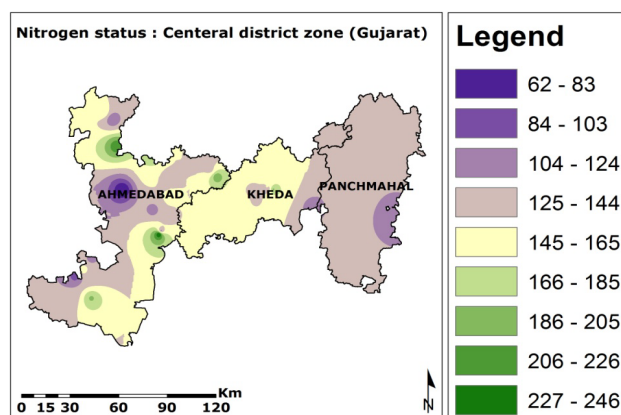 Nitrogen status : Centeral district zone (Gujarat)
AHMEDABAD
KHEDA
PANCHMAHAL
Km
0 15 30 60 90 120
N
Legend
62 - 83
84 - 103
104 - 124
125 - 144
145 - 165
166 - 185
186 - 205
206 - 226
227 - 246